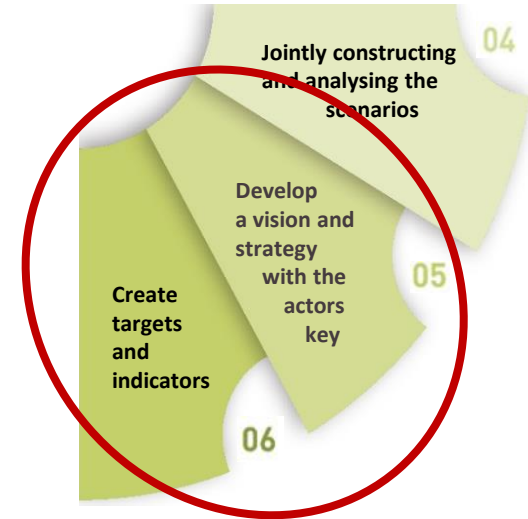 04
Jointly constructing
and analysing the
scenarios
Develop
a vision and
strategy
with the
actors
key
05
Create
targets
and
indicators
06